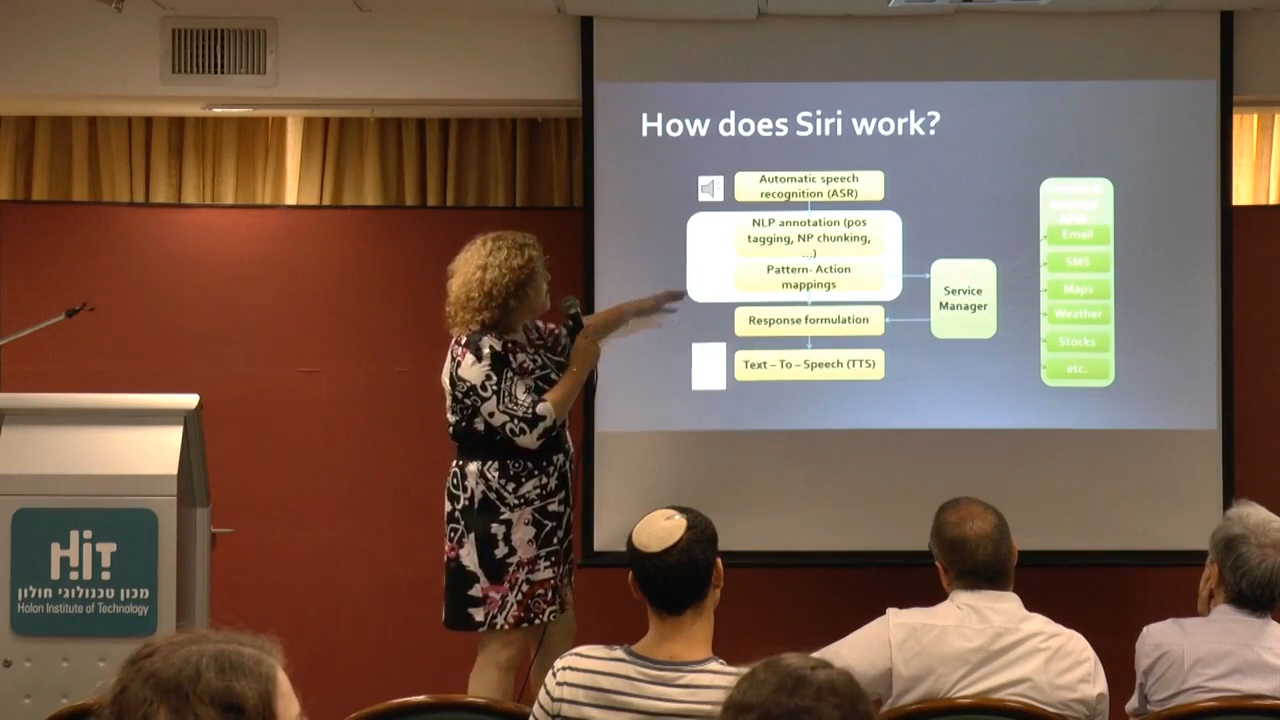 How does Siri work?
Automatic speech
recognition (ASR)
NLP annotation (pos
tagging, NP chunking,
...)
Pattern- Action
mappings
Response formulation
Text – To – Speech (TTS)
Service
Manager
APIs
Email
SMS
Maps
Weather
Stocks
etc.
HiT
מכון טכנולוגי חולון
Holon Institute of Technology